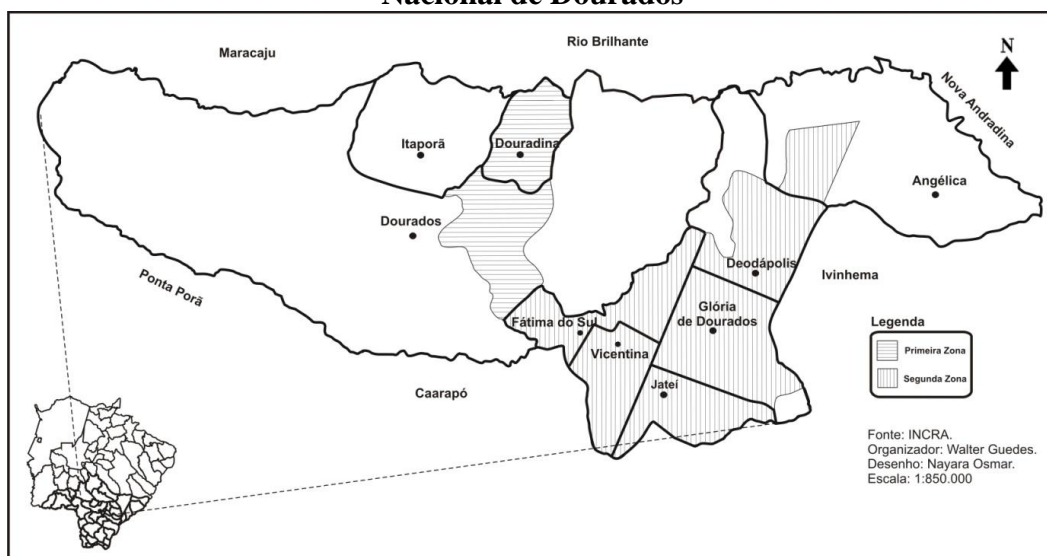 Nacional de Dourados
Maracaju
Rio Brilhante
N
Nova Andradina
Itaporã
Douradina
Angélica
Dourados
Ponta Porã
Deodápolis
Ivinhema
Fátima do Sul
Glória
de Dourados
Vicentina
Jateí
Caarapó
Legenda
Primeira Zona
Segunda Zona
Fonte: INCRA.
Organizador: Walter Guedes.
Desenho: Nayara Osmar.
Escala: 1:850.000